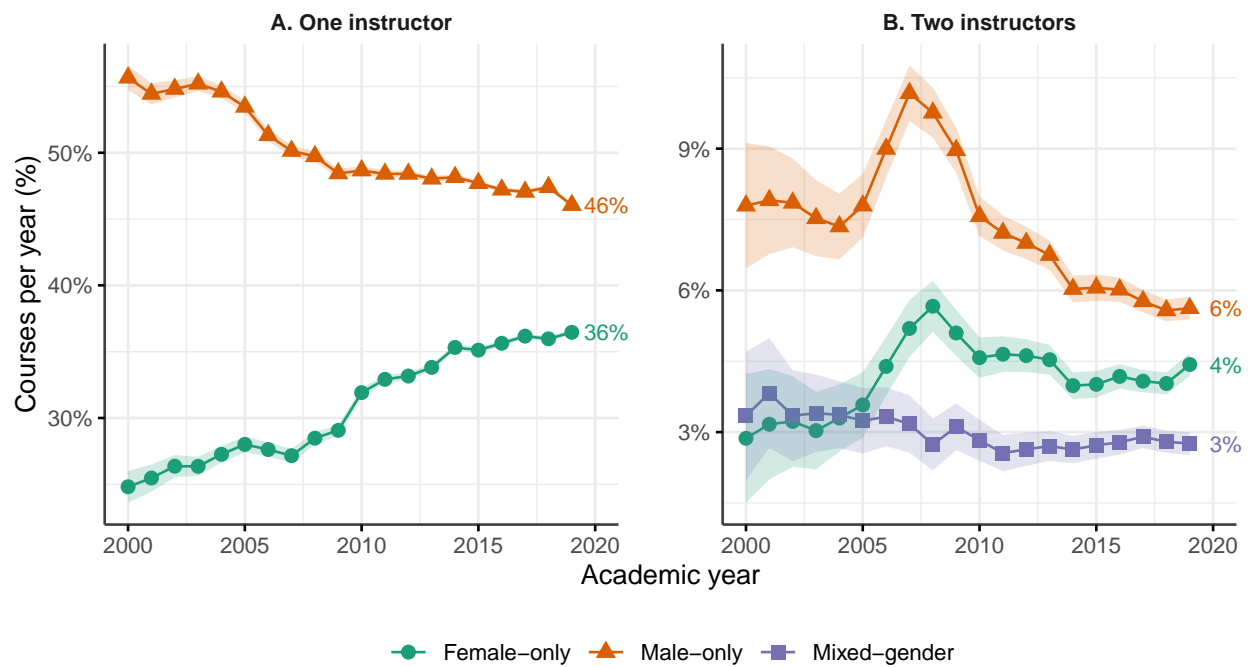 A. One instructor
B. Two instructors
Courses per year (%)
50%
40%
30%
46%
36%
2000 2005 2010 2015 2020
9%
6%
3%
6%
4%
3%
2000 2005 2010 2015 2020
Academic year
Female−only Male−only Mixed−gender